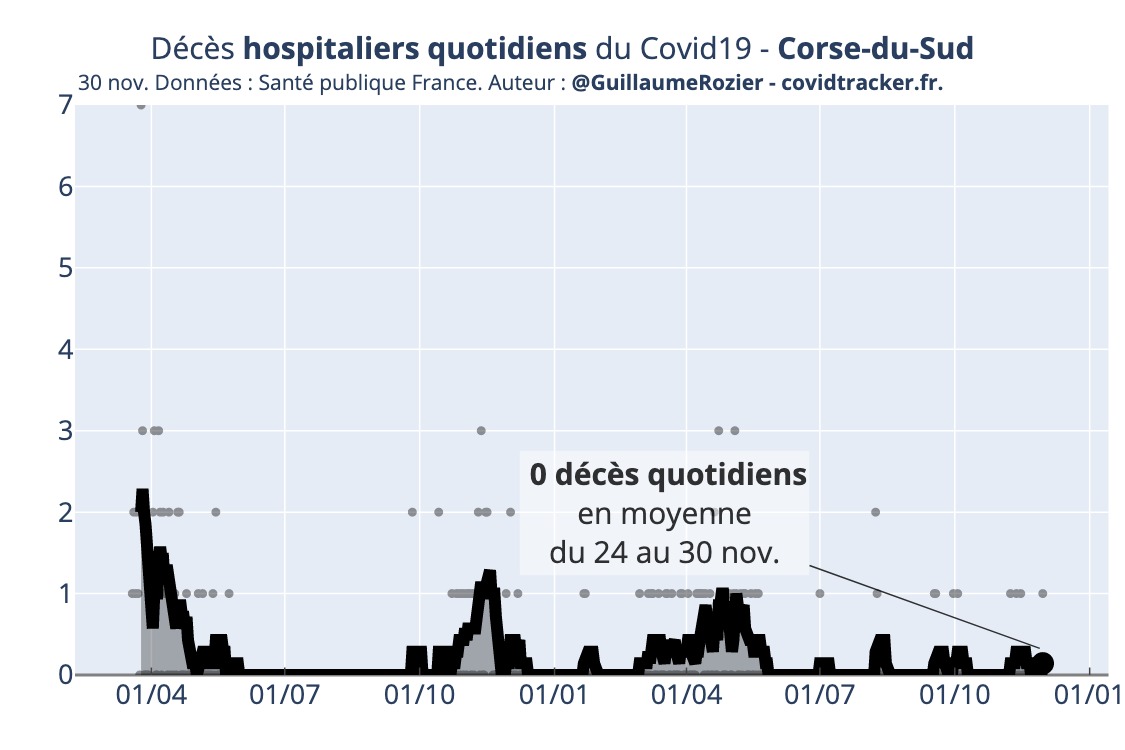 Décès hospitaliers quotidiens du Covid19 - Corse-du-Sud
30 nov. Données : Santé publique France. Auteur : @GuillaumeRozier - covidtracker.fr.
7
6
5
4
3
2
1
0
0 décès quotidiens
en moyenne
du 24 au 30 nov.
01/04 01/07 01/10 01/01 01/04 01/07 01/10 01/01